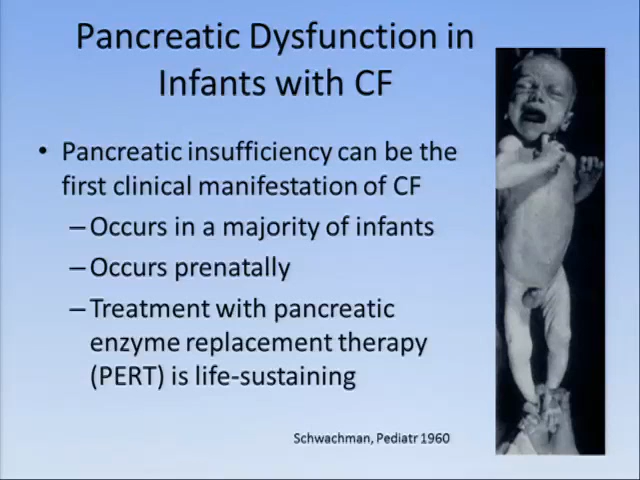 Pancreatic Dysfunction in
Infants with CF
• Pancreatic insufficiency can be the
first clinical manifestation of CF
– Occurs in a majority of infants
– Occurs prenatally
– Treatment with pancreatic
enzyme replacement therapy
(PERT) is life-sustaining
Schwachman, Pediatr 1960